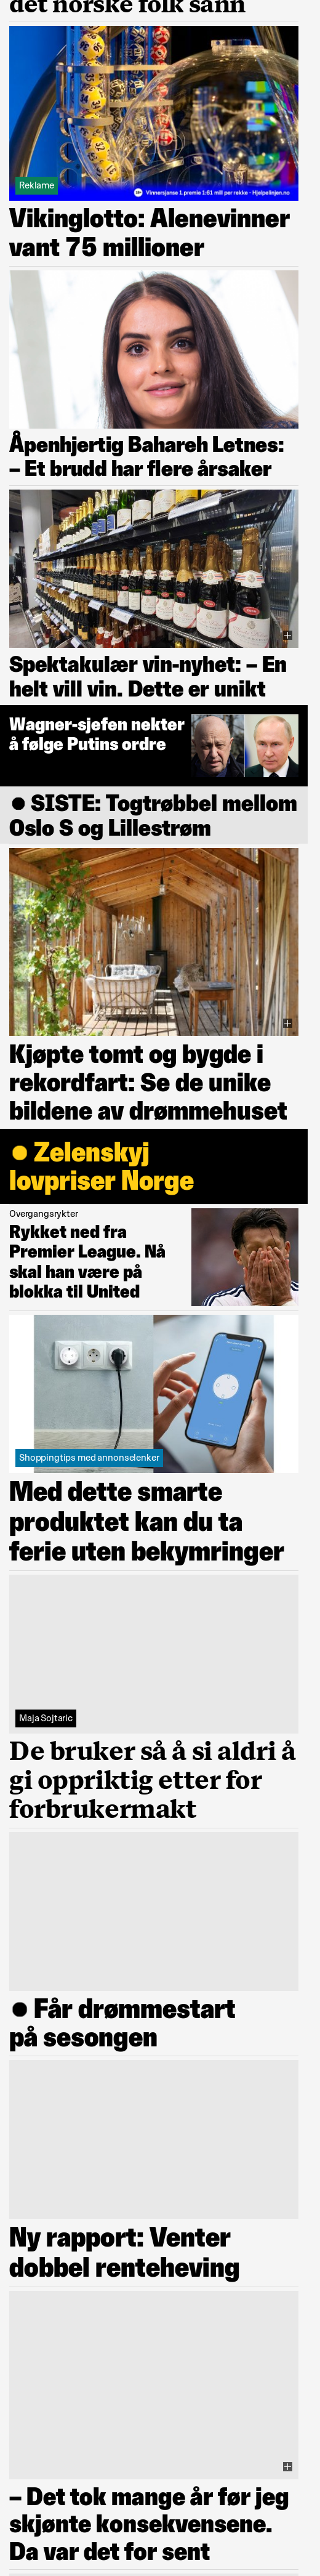 det norske folk sann
Reklame
Vinnersjanse 1.premie 1:61 mill per rekke - Hjelpelinjen.no
Vikinglotto: Alenevinner
vant 75 millioner
Åpenhjertig Bahareh Letnes:
– Et brudd har flere årsaker
Spektakulær vin-nyhet: – En
helt vill vin. Dette er unikt
Wagner-sjefen nekter
å følge Putins ordre
● SISTE: Togtrøbbel mellom
Oslo S og Lillestrøm
Kjøpte tomt og bygde i
rekordfart: Se de unike
bildene av drømmehuset
● Zelenskyj
lovpriser Norge
Overgangsrykter
Rykket ned fra
Premier League. Nå
skal han være på
blokka til United
Shoppingtips med annonselenker
Med dette smarte
produktet kan du ta
ferie uten bekymringer
Maja Sojtaric
De bruker så å si aldri å
gi oppriktig etter for
forbrukermakt
● Får drømmestart
på sesongen
Ny rapport: Venter
dobbel renteheving
– Det tok mange år før jeg
skjønte konsekvensene.
Da var det for sent